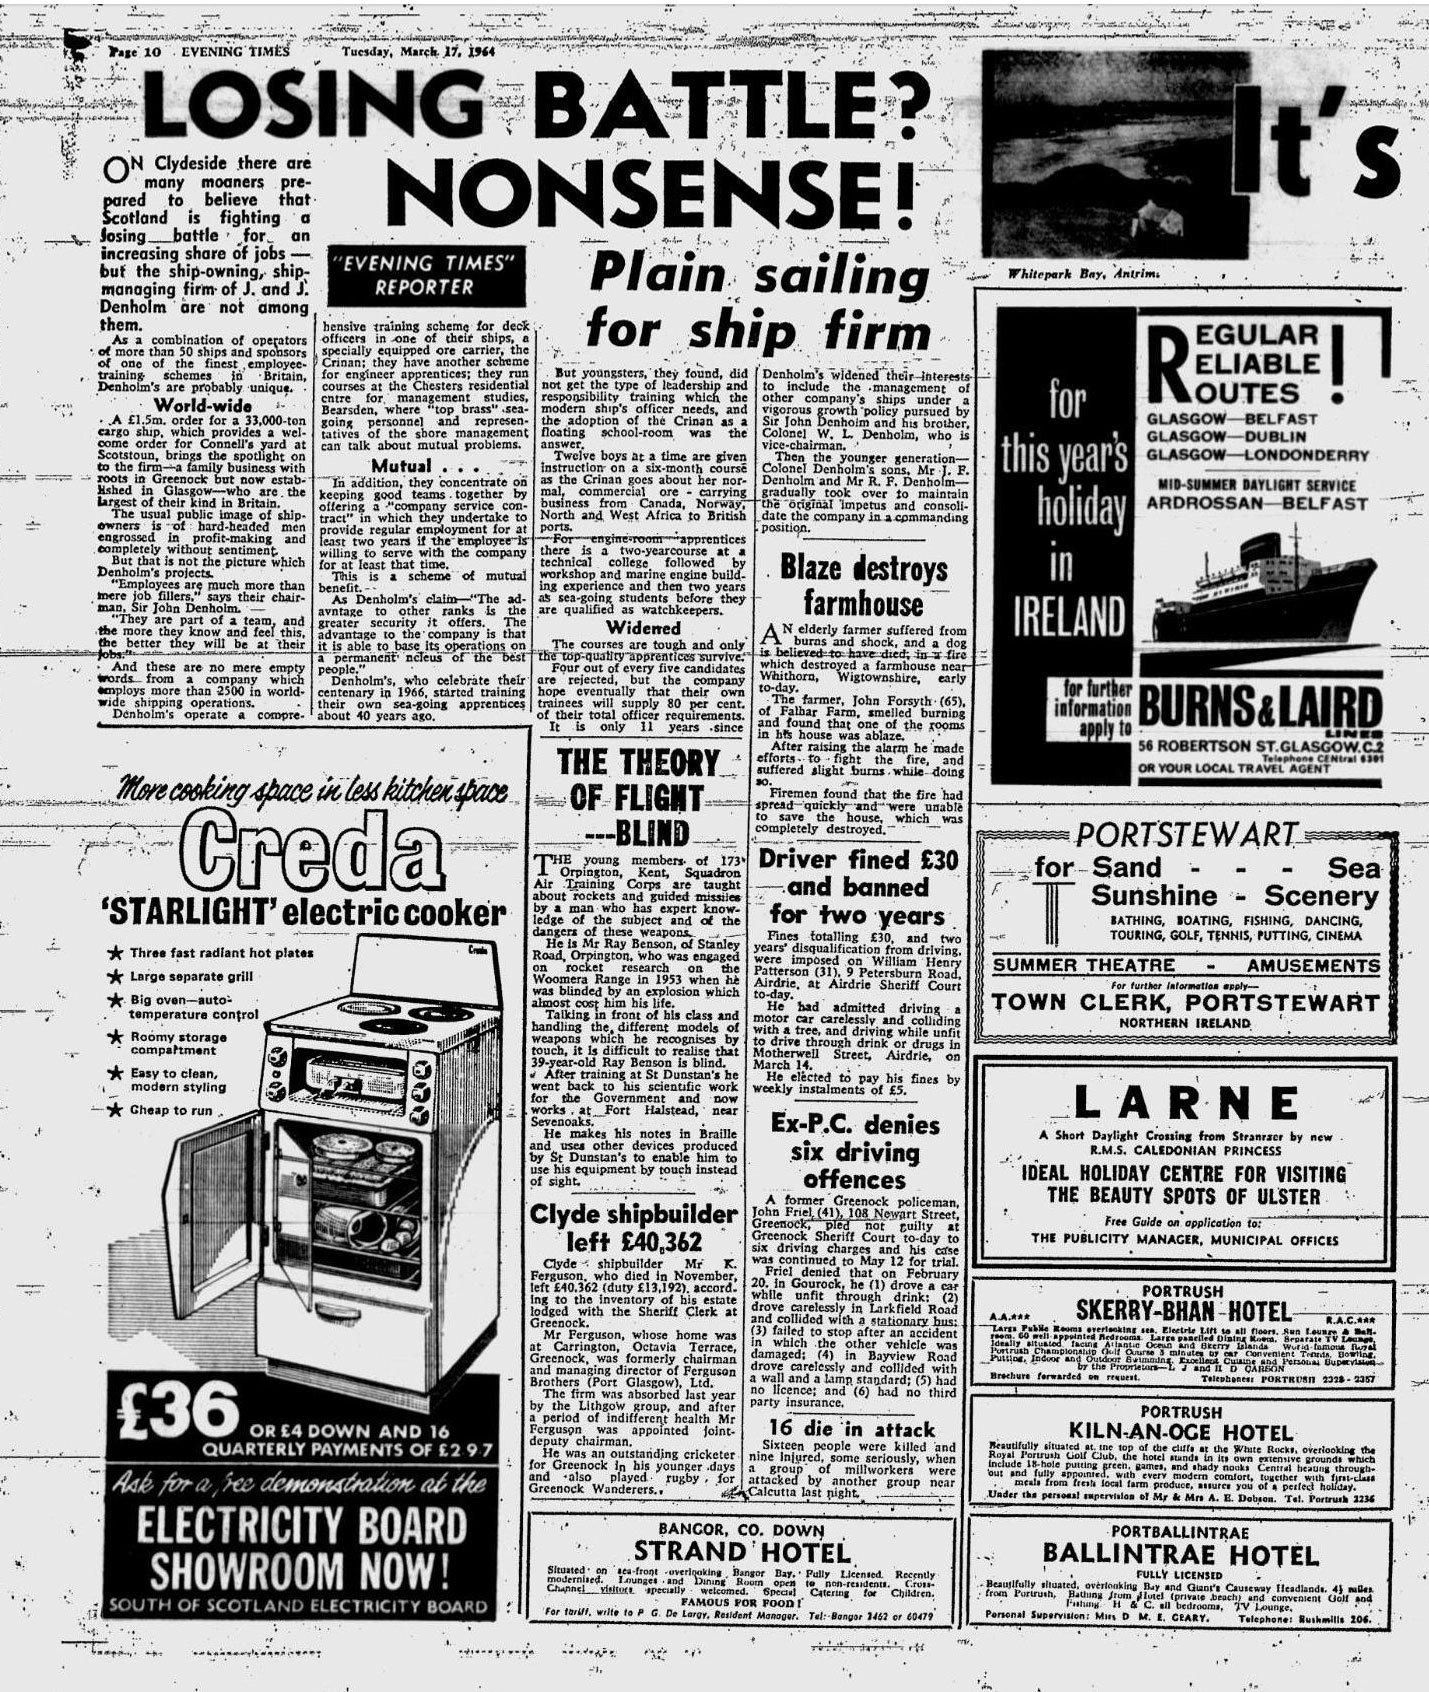 Page 10 EVENING TIMES Tuesday, March 17, 1964
LOSING BATTLE?
NONSENSE!
Plain sailing
for ship firm
"EVENING TIMES"
REPORTER
ON Clydeside there are
many moaners pre-
pared to believe that
Scotland is fighting a
losing battle for an
increasing share of jobs —
but the ship-owning, ship-
managing firm of J. and J.
Denholm are not among
them.
As a combination of operators
of more than 50 ships and sponsors
of one of the finest employee-
training schemes in Britain,
Denholm's are probably unique.
World-wide
A £1.5m. order for a 33,000-ton
cargo ship, which provides a wel-
come order for Connell's yard at
Scotstoun, brings the spotlight on
to the firm—a family business with
roots in Greenock but now estab-
lished in Glasgow—who are the
largest of their kind in Britain.
The usual public image of ship-
owners is of hard-headed men
engrossed in profit-making and
completely without sentiment.
But that is not the picture which
Denholm's projects.
"Employees are much more than
mere job fillers," says their chair-
man, Sir John Denholm.
"They are part of a team, and
the more they know and feel this,
the better they will be at their
jobs."
And these are no mere empty
words from a company which
employs more than 2500 in world-
wide shipping operations.
Denholm's operate a compre-
hensive training scheme for deck
officers in one of their ships, a
specially equipped ore carrier, the
Crinan; they have another scheme
for engineer apprentices; they run
courses at the Chesters residential
cntre for management studies,
Bearsden, where "top brass" sea-
going personnel and represen-
tatives of the shore management
can talk about mutual problems.
Mutual . . .
In addition, they concentrate on
keeping good teams together by
offering a "company service con-
tract" in which they undertake to
provide regular employment for at
least two years if the employee is
willing to serve with the company
for at least that time.
This is a scheme of mutual
benefit.
As Denholm's claim—"The ad-
avntage to other ranks is the
greater security it offers. The
advantage to the company is that
it is able to base its operations on
a permanent ncleus of the best
people."
Denholm's, who celebrate their
centenary in 1966, started training
their own sea-going apprentices
about 40 years ago.
But youngsters, they found, did
not get the type of leadership and
responsibility training which the
modern ship's officer needs, and
the adoption of the Crinan as a
floating school-room was the
answer.
Twelve boys at a time are given
instruction on a six-month course
as the Crinan goes about her nor-
mal, commercial ore-carrying
business from Canada, Norway,
North and West Africa to British
ports.
For engine-room apprentices
there is a two-yearcourse at a
technical college followed by
workshop and marine engine build-
ing experience and then two years
as sea-going students before they
are qualified as watchkeepers.
Widened
The courses are tough and only
the top-quality apprentices survive.
Four out of every five candidates
are rejected, but the company
hope eventually that their own
trainees will supply 80 per cent.
of their total officer requirements.
It is only 11 years since
Denholm's widened their interests
to include the management of
other company's ships under a
vigorous growth policy pursued by
Sir John Denholm and his brother,
Colonel W. L. Denholm, who is
vice-chairman.
Then the younger generation—
Colonel Denholm's sons, Mr J. F.
Denholm and Mr R. F. Denholm—
gradually took over to maintain
the original impetus and consoli-
date the company in a commanding
position.
Blaze destroys
farmhouse
AN elderly farmer suffered from
burns and shock, and a dog
is believed to have died, in a fire
which destroyed a farmhouse near
Whithorn, Wigtownshire, early
to-day.
The farmer, John Forsyth (65),
of Falhar Farm, smelled burning
and found that one of the rooms
in his house was ablaze.
After raising the alarm he made
efforts to fight the fire, and
suffered slight burns while doing
so.
Firemen found that the fire had
spread quickly and were unable
to save the house, which was
completely destroyed.
Driver fined £30
and banned
for two years
Fines totalling £30, and two
years' disqualification from driving,
were imposed on William Henry
Patterson (31), 9 Petersburn Road,
Airdrie, at Airdrie Sheriff Court
to-day.
He had admitted driving a
motor car carelessly and colliding
with a tree, and driving while unfit
to drive through drink or drugs in
Motherwell Street, Airdrie, on
March 14.
He elected to pay his fines by
weekly instalments of £5.
Ex-P.C. denies
six driving
offences
A former Greenock policeman,
John Friel (41), 108 Newart Street,
Greenock, pled not guilty at
Greenock Sheriff Court to-day to
six driving charges and his case
was continued to May 12 for trial.
Friel denied that on February
20, in Gourock, he (1) drove a car
while unfit through drink; (2)
drove carelessly in Larkfield Road
and collided with a stationary bus;
(3) failed to stop after an accident
in which the other vehicle was
damaged; (4) in Bayview Road
drove carelessly and collided with
a wall and a lamp standard; (5) had
no licence; and (6) had no third
party insurance.
16 die in attack
Sixteen people were killed and
nine injured, some seriously, when
a group of millworkers were
attacked by another group near
Calcutta last night.
THE THEORY
OF FLIGHT
---BLIND
THE young members of 173
Orpington, Kent, Squadron
Air Training Corps are taught
about rockets and guided missiles
by a man who has expert know-
ledge of the subject and of the
dangers of these weapons.
He is Mr Ray Benson, of Stanley
Road, Orpington, who was engaged
on rocket research on the
Woomera Range in 1953 when he
was blinded by an explosion which
almost cost him his life.
Talking in front of his class and
handling the different models of
weapons which he recognises by
touch, it is difficult to realise that
39-year-old Ray Benson is blind.
After training at St Dunstan's he
went back to his scientific work
for the Government and now
works at Fort Halstead, near
Sevenoaks.
He makes his notes in Braille
and uses other devices produced
by St Dunstan's to enable him to
use his equipment by touch instead
of sight.
Clyde shipbuilder
left £40,362
Clyde shipbuilder Mr K.
Ferguson, who died in November,
left £40,362 (duty £13,192), accord-
ing to the inventory of his estate
lodged with the Sheriff Clerk at
Greenock.
Mr Ferguson, whose home was
at Carrington, Octavia Terrace,
Greenock, was formerly chairman
and managing director of Ferguson
Brothers (Port Glasgow), Ltd.
The firm was absorbed last year
by the Lithgow group, and after
a period of indifferent health Mr
Ferguson was appointed joint-
deputy chairman.
He was an outstanding cricketer
for Greenock in his younger days
and also played rugby for
Greenock Wanderers.
More cooking space in less kitchen space
Creda
'STARLIGHT' electric cooker
★ Three fast radiant hot plates
★ Large separate grill
★ Big oven—auto-
temperature control
★ Roomy storage
compartment
★ Easy to clean,
modern styling
★ Cheap to run
Creda
£36 OR £4 DOWN AND 16
QUARTERLY PAYMENTS OF £2.9.7
Ask for a free demonstration at the
ELECTRICITY BOARD
SHOWROOM NOW!
SOUTH OF SCOTLAND ELECTRICITY BOARD
BANGOR, CO. DOWN
STRAND HOTEL
Situated on sea-front overlooking Bangor Bay. Fully Licensed. Recently
modernised. Lounges and Dining Room open to non-residents. Cross-
Channel visitors specially welcomed. Special Catering for Children.
FAMOUS FOR FOOD!
For tariff, write to P. G. De Largy, Resident Manager. Tel: Bangor 3462 or 60479
It's
Whitepark Bay, Antrim.
for
this year's
holiday
in
IRELAND
REGULAR
RELIABLE
ROUTES!
GLASGOW—BELFAST
GLASGOW—DUBLIN
GLASGOW—LONDONDERRY
MID-SUMMER DAYLIGHT SERVICE
ARDROSSAN—BELFAST
for further
information
apply to
BURNS & LAIRD
LINES
56 ROBERTSON ST. GLASGOW. C.2
Telephone CENtral 6391
OR YOUR LOCAL TRAVEL AGENT
PORTSTEWART
for Sand - - - Sea
Sunshine - Scenery
BATHING, BOATING, FISHING, DANCING,
TOURING, GOLF, TENNIS, PUTTING, CINEMA
SUMMER THEATRE - AMUSEMENTS
For further information apply—
TOWN CLERK, PORTSTEWART
NORTHERN IRELAND
LARNE
A Short Daylight Crossing from Stranraer by new
R.M.S. CALEDONIAN PRINCESS
IDEAL HOLIDAY CENTRE FOR VISITING
THE BEAUTY SPOTS OF ULSTER
Free Guide on application to:
THE PUBLICITY MANAGER, MUNICIPAL OFFICES
PORTRUSH
A.A.*** SKERRY-BHAN HOTEL R.A.C.***
Large Public Rooms overlooking sea. Electric Lift to all floors. Sun Lounge & Ball-
room. 60 well-appointed Bedrooms. Large panelled Dining Room. Separate TV Lounge.
Ideally situated facing Atlantic Ocean and Skerry Islands. World-famous Royal
Portrush Championship Golf Course 3 minutes by car. Convenient Tennis, Bowling,
Putting, Indoor and Outdoor Swimming. Excellent Cuisine and Personal Supervision
by the Proprietors— J and H D CARSON
Brochure forwarded on request. Telephones: PORTRUSH 2328 - 2357
PORTRUSH
KILN-AN-OGE HOTEL
Beautifully situated at the top of the cliffs at the White Rocks, overlooking the
Royal Portrush Golf Club, the hotel stands in its own extensive grounds which
include 18-hole putting green, games, and shady nooks. Central heating through-
out and fully appointed, with every modern comfort, together with first-class
meals from fresh local farm produce, assures you of a perfect holiday.
Under the personal supervision of Mr & Mrs A. E. Dobson. Tel. Portrush 2236
PORTBALLINTRAE
BALLINTRAE HOTEL
FULLY LICENSED
Beautifully situated, overlooking Bay and Giant's Causeway Headlands. 4½ miles
from Portrush. Bathing from Hotel (private beach) and convenient Golf and
Fishing. H & C. all bedrooms, TV Lounge.
Personal Supervision: Mrs D M. E. GEARY. Telephone: Bushmills 206.